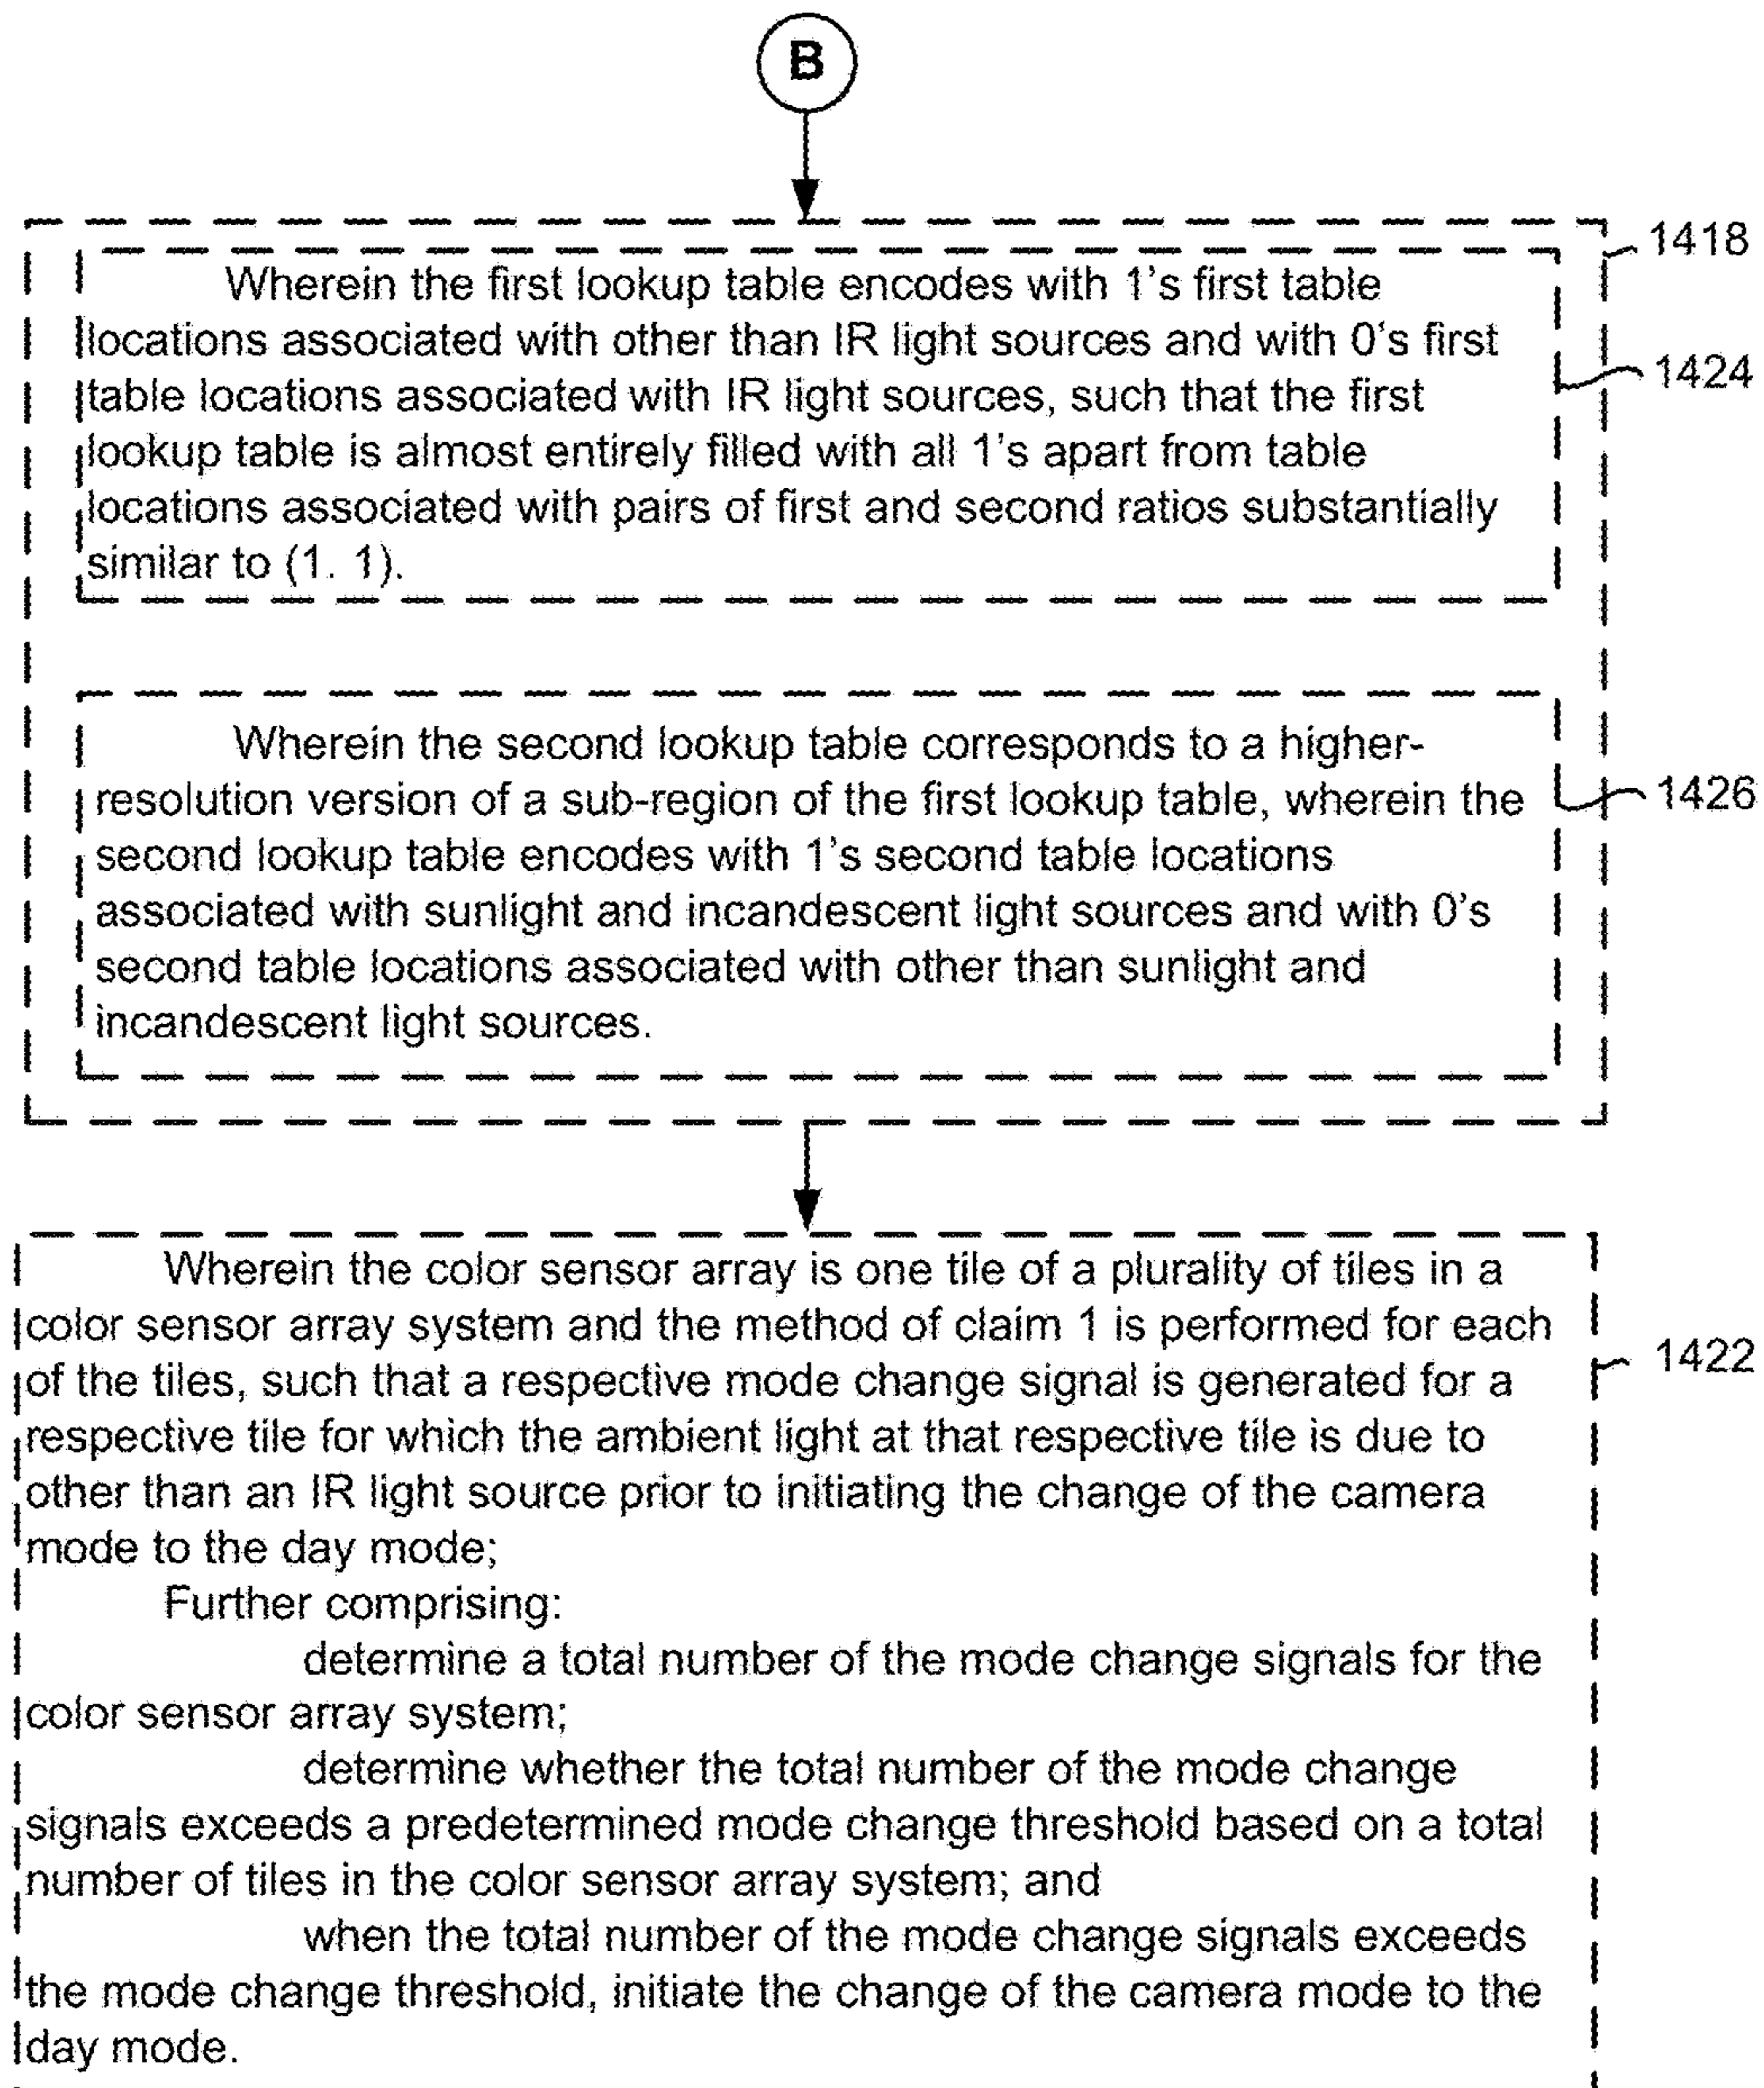 B
1418
Wherein the first lookup table encodes with 1's first table
locations associated with other than IR light sources and with 0's first
1424
table locations associated with IR light sources, such that the first
lookup table is almost entirely filled with all 1's apart from table
locations associated with pairs of first and second ratios substantially
similar to (1. 1).
Wherein the second lookup table corresponds to a higher-
resolution version of a sub-region of the first lookup table, wherein the
1426
second lookup table encodes with 1's second table locations
associated with sunlight and incandescent light sources and with 0's
second table locations associated with other than sunlight and
incandescent light sources.
Wherein the color sensor array is one tile of a plurality of tiles in a
color sensor array system and the method of claim 1 is performed for each
1422
of the tiles, such that a respective mode change signal is generated for a
respective tile for which the ambient light at that respective tile is due to
other than an IR light source prior to initiating the change of the camera
mode to the day mode;
Further comprising:
determine a total number of the mode change signals for the
color sensor array system;
determine whether the total number of the mode change
signals exceeds a predetermined mode change threshold based on a total
number of tiles in the color sensor array system; and
when the total number of the mode change signals exceeds
the mode change threshold, initiate the change of the camera mode to the
day mode.